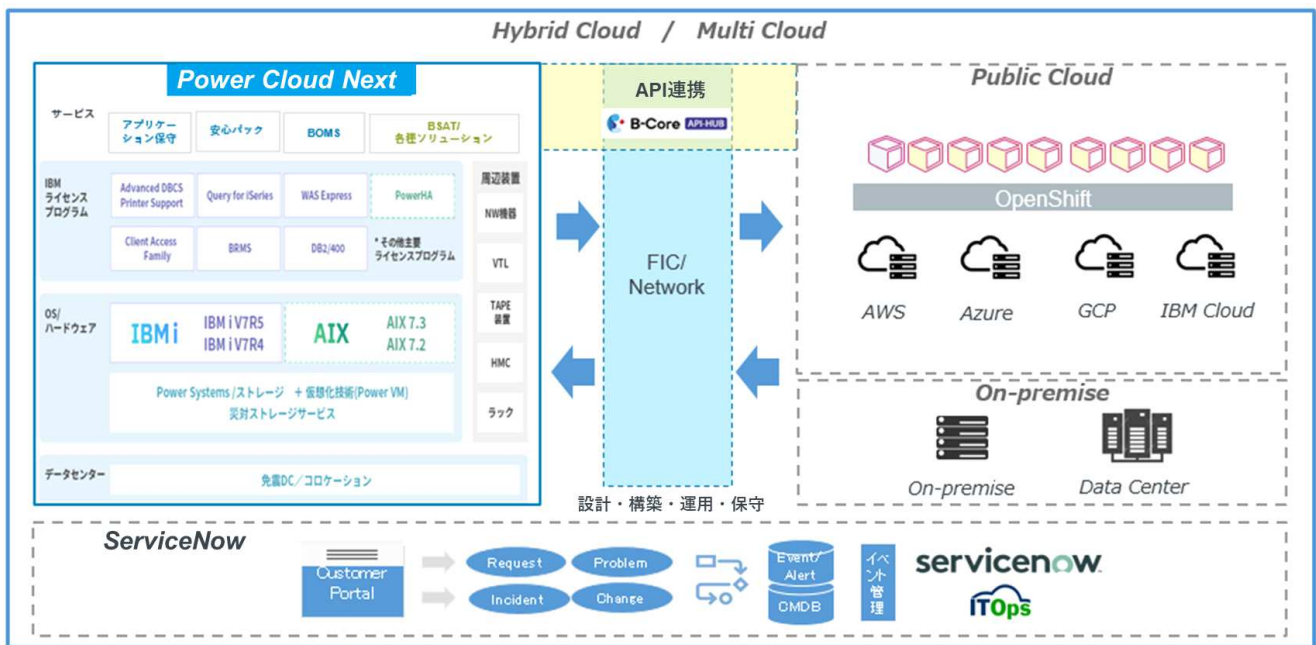 Hybrid Cloud / Multi Cloud
Power Cloud Next
サービス
アプリケー
ション保守
安心パック
BOMS
BSAT/
各種ソリューション
IBM
ライセンス
プログラム
Advanced DBCS
Printer Support
Query for iSeries
WAS Express
PowerHA
Client Access
Family
BRMS
DB2/400
* その他主要
ライセンスプログラム
OS/
ハードウェア
IBM i
IBM i V7R5
IBM i V7R4
AIX
AIX 7.3
AIX 7.2
Power Systems /ストレージ + 仮想化技術(Power VM)
災対ストレージサービス
データセンター
免震DC/コロケーション
周辺装置
NW機器
VTL
TAPE
装置
HMC
ラック
API連携
B-Core API-HUB
FIC/
Network
設計・構築・運用・保守
Public Cloud
OpenShift
AWS
Azure
GCP
IBM Cloud
On-premise
On-premise
Data Center
ServiceNow
Customer
Portal
Request
Problem
Incident
Change
Event/
Alert
CMDB
イベント管理
servicenow
ITOps